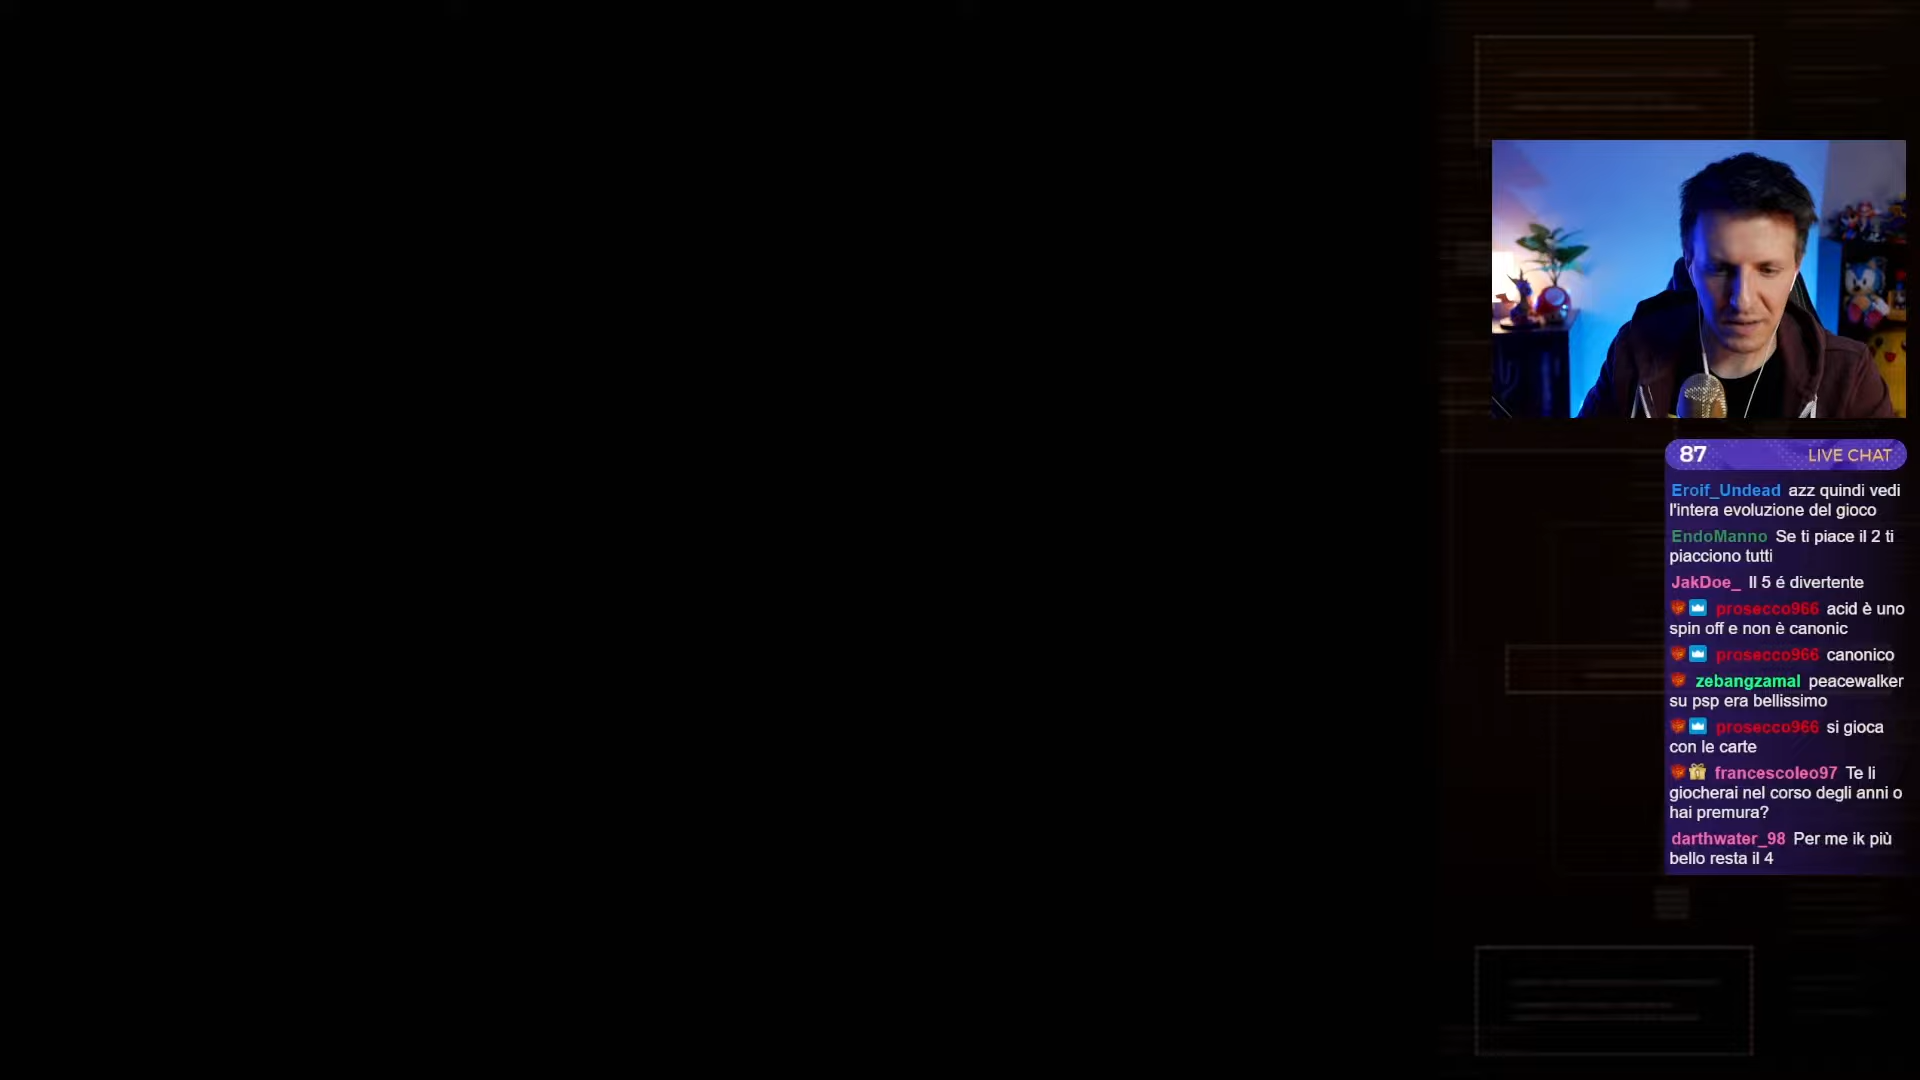 87 LIVE CHAT
Eroif_Undead azz quindi vedi
l'intera evoluzione del gioco
EndoManno Se ti piace il 2 ti
piacciono tutti
JakDoe_ Il 5 é divertente
prosecco966 acid è uno
spin off e non è canonic
prosecco966 canonico
zebangzamal peacewalker
su psp era bellissimo
prosecco966 si gioca
con le carte
francescoleo97 Te li
giocherai nel corso degli anni o
hai premura?
darthwater_98 Per me ik più
bello resta il 4